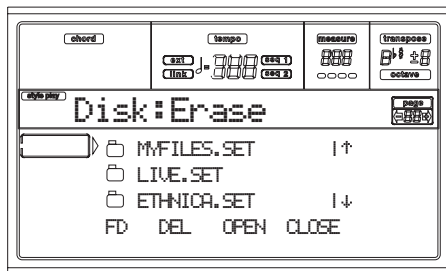 chord tempo measure transpose
ext seq 1
link seq 2
octave
style play Disk:Erase page
MYFILES.SET
LIVE.SET
ETHNICA.SET
FD DEL OPEN CLOSE